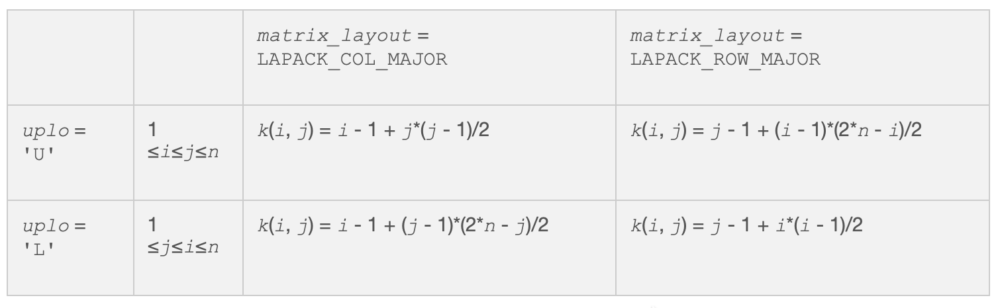 matrix_layout =
LAPACK_COL_MAJOR
matrix_layout =
LAPACK_ROW_MAJOR
uplo =
'U'
1
≤i≤j≤n
k(i, j) = i - 1 + j*(j - 1)/2
k(i, j) = j - 1 + (i - 1)*(2*n - i)/2
uplo =
'L'
1
≤j≤i≤n
k(i, j) = i - 1 + (j - 1)*(2*n - j)/2
k(i, j) = j - 1 + i*(i - 1)/2